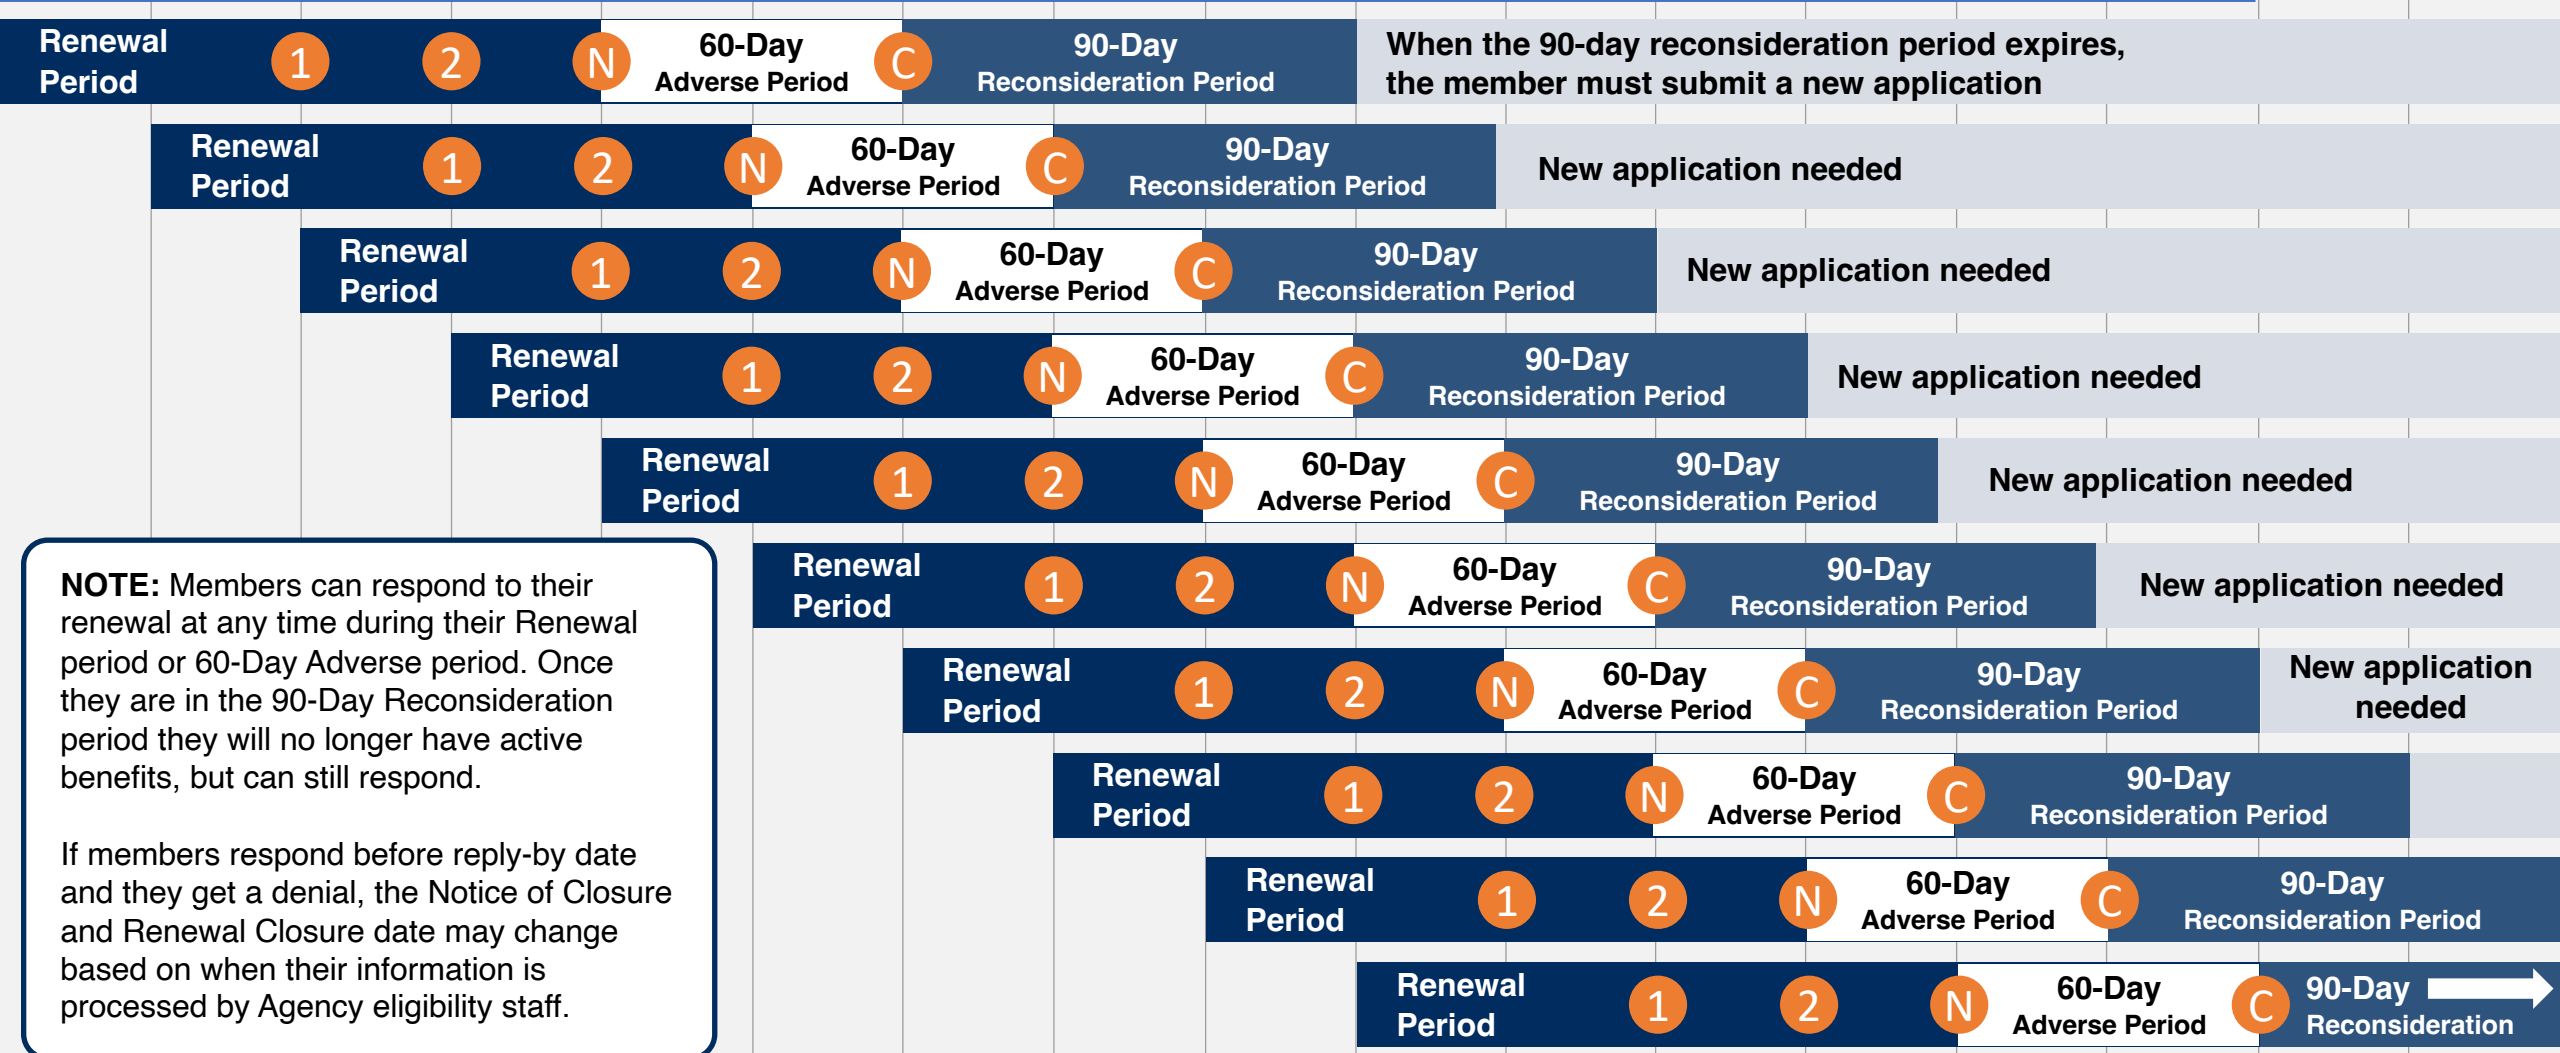 Renewal
Period
1
2
N
60-Day
Adverse Period
C
90-Day
Reconsideration Period
When the 90-day reconsideration period expires,
the member must submit a new application
Renewal
Period
1
2
N
60-Day
Adverse Period
C
90-Day
Reconsideration Period
New application needed
Renewal
Period
1
2
N
60-Day
Adverse Period
C
90-Day
Reconsideration Period
New application needed
Renewal
Period
1
2
N
60-Day
Adverse Period
C
90-Day
Reconsideration Period
New application needed
Renewal
Period
1
2
N
60-Day
Adverse Period
C
90-Day
Reconsideration Period
New application needed
Renewal
Period
1
2
N
60-Day
Adverse Period
C
90-Day
Reconsideration Period
New application needed
Renewal
Period
1
2
N
60-Day
Adverse Period
C
90-Day
Reconsideration Period
New application
needed
Renewal
Period
1
2
N
60-Day
Adverse Period
C
90-Day
Reconsideration Period
Renewal
Period
1
2
N
60-Day
Adverse Period
C
90-Day
Reconsideration Period
Renewal
Period
1
2
N
60-Day
Adverse Period
C
90-Day
Reconsideration
NOTE: Members can respond to their
renewal at any time during their Renewal
period or 60-Day Adverse period. Once
they are in the 90-Day Reconsideration
period they will no longer have active
benefits, but can still respond.
If members respond before reply-by date
and they get a denial, the Notice of Closure
and Renewal Closure date may change
based on when their information is
processed by Agency eligibility staff.